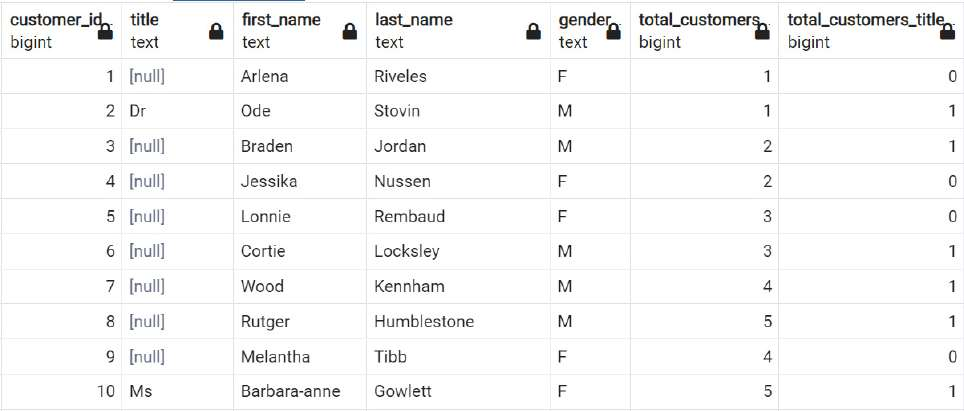 customer_id title first_name last_name gender total_customers total_customers_title
bigint text text text text bigint bigint
1 [null] Arlena Riveles F 1 0
2 Dr Ode Stovin M 1 1
3 [null] Braden Jordan M 2 1
4 [null] Jessika Nussen F 2 0
5 [null] Lonnie Rembaud F 3 0
6 [null] Cortie Locksley M 3 1
7 [null] Wood Kennham M 4 1
8 [null] Rutger Humblestone M 5 1
9 [null] Melantha Tibb F 4 0
10 Ms Barbara-anne Gowlett F 5 1